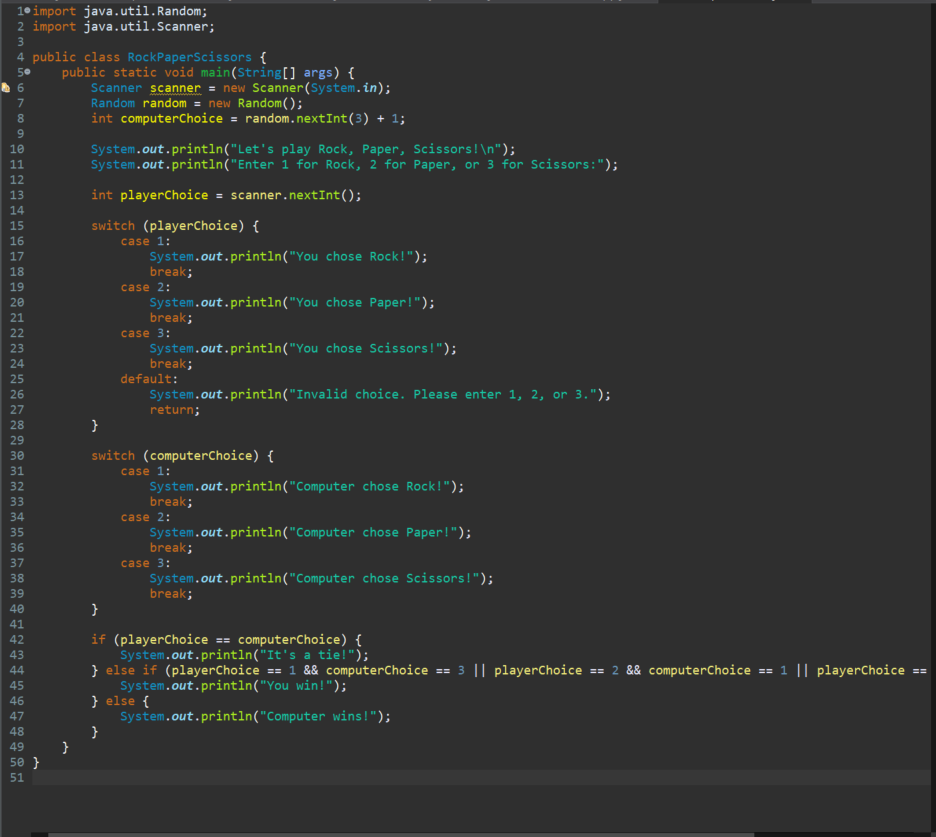 1 import java.util.Random;
2 import java.util.Scanner;
3
4 public class RockPaperScissors {
5     public static void main(String[] args) {
6         Scanner scanner = new Scanner(System.in);
7         Random random = new Random();
8         int computerChoice = random.nextInt(3) + 1;
9
10         System.out.println("Let's play Rock, Paper, Scissors!\n");
11         System.out.println("Enter 1 for Rock, 2 for Paper, or 3 for Scissors:");
12
13         int playerChoice = scanner.nextInt();
14
15         switch (playerChoice) {
16             case 1:
17                 System.out.println("You chose Rock!");
18                 break;
19             case 2:
20                 System.out.println("You chose Paper!");
21                 break;
22             case 3:
23                 System.out.println("You chose Scissors!");
24                 break;
25             default:
26                 System.out.println("Invalid choice. Please enter 1, 2, or 3.");
27                 return;
28         }
29
30         switch (computerChoice) {
31             case 1:
32                 System.out.println("Computer chose Rock!");
33                 break;
34             case 2:
35                 System.out.println("Computer chose Paper!");
36                 break;
37             case 3:
38                 System.out.println("Computer chose Scissors!");
39                 break;
40         }
41
42         if (playerChoice == computerChoice) {
43             System.out.println("It's a tie!");
44         } else if (playerChoice == 1 && computerChoice == 3 || playerChoice == 2 && computerChoice == 1 || playerChoice ==
45             System.out.println("You win!");
46         } else {
47             System.out.println("Computer wins!");
48         }
49     }
50 }
51